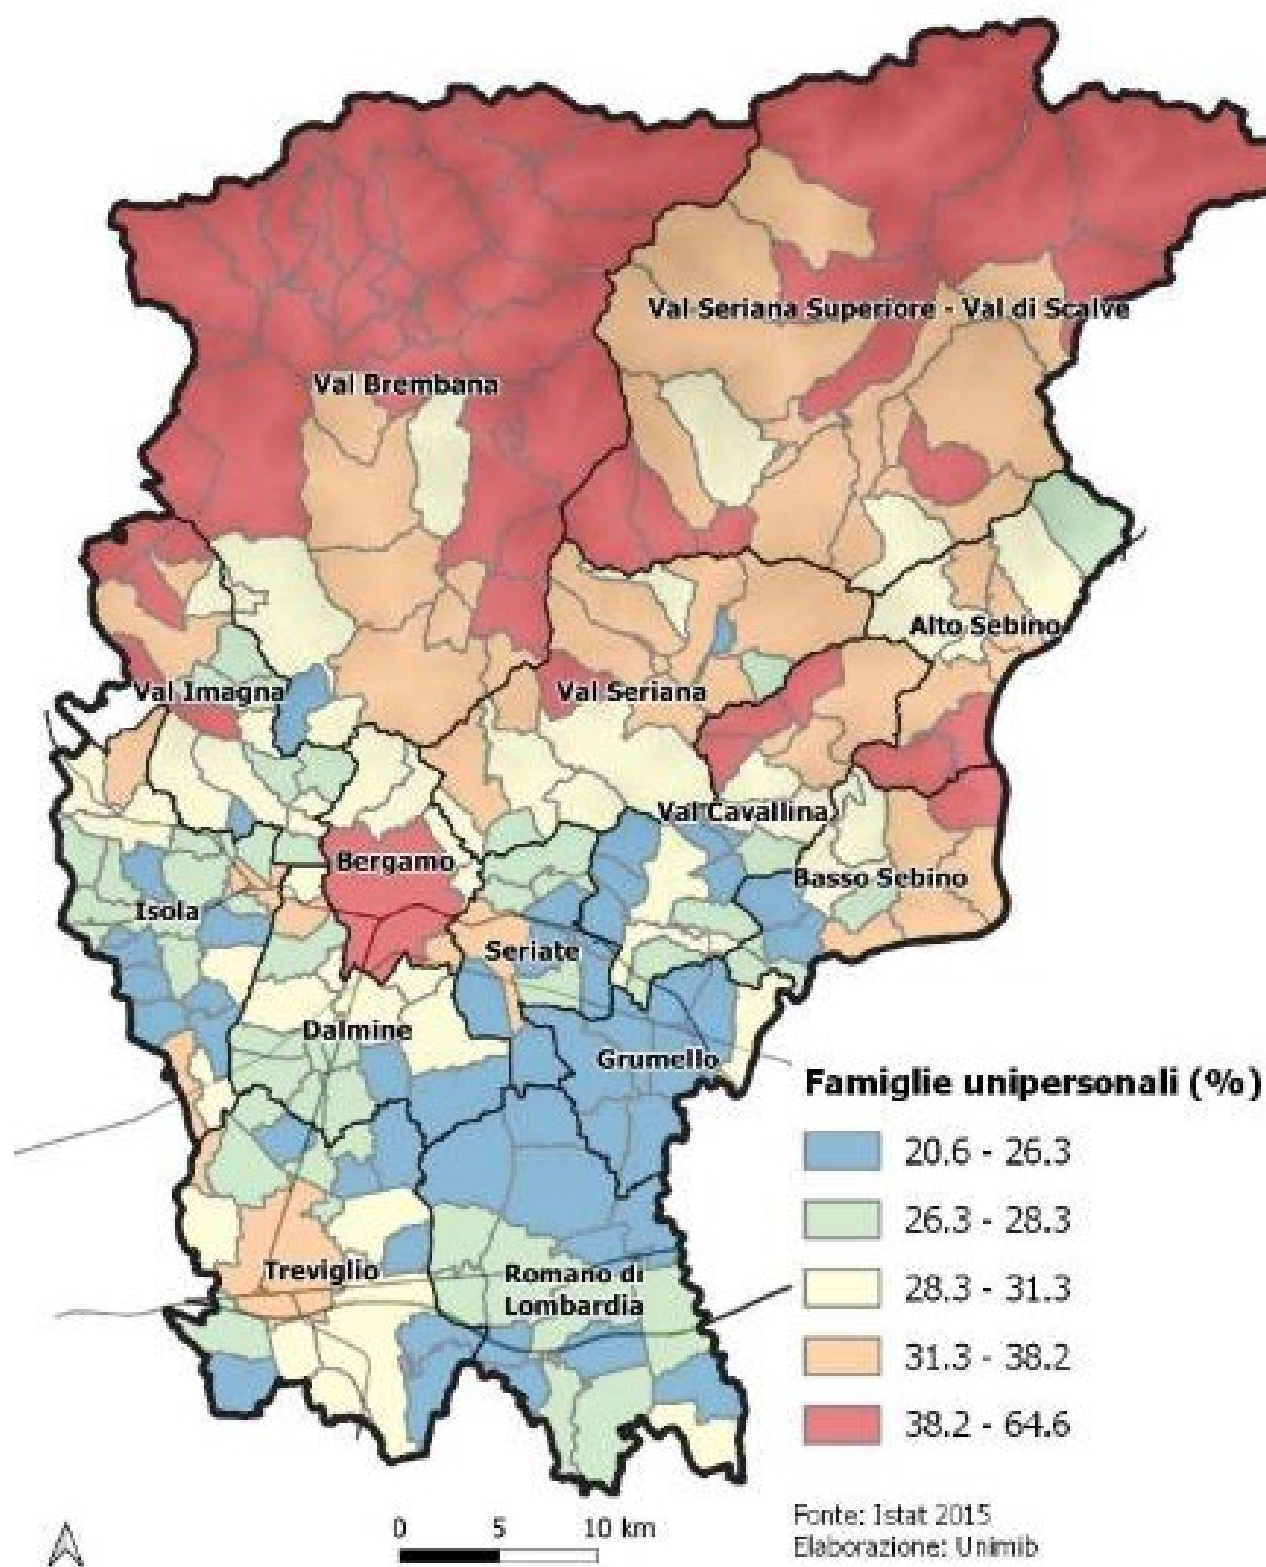 Val Seriana Superiore - Val di Scalve
Val Brembana
Alto Sebino
Val Imagna
Val Seriana
Val Cavallina
Bergamo
Basso Sebino
Isola
Seriate
Dalmine
Grumello
Famiglie unipersonali (%)
20.6 - 26.3
26.3 - 28.3
28.3 - 31.3
31.3 - 38.2
38.2 - 64.6
Treviglio
Romano di
Lombardia
0 5 10 km
Fonte: Istat 2015
Elaborazione: Unimib